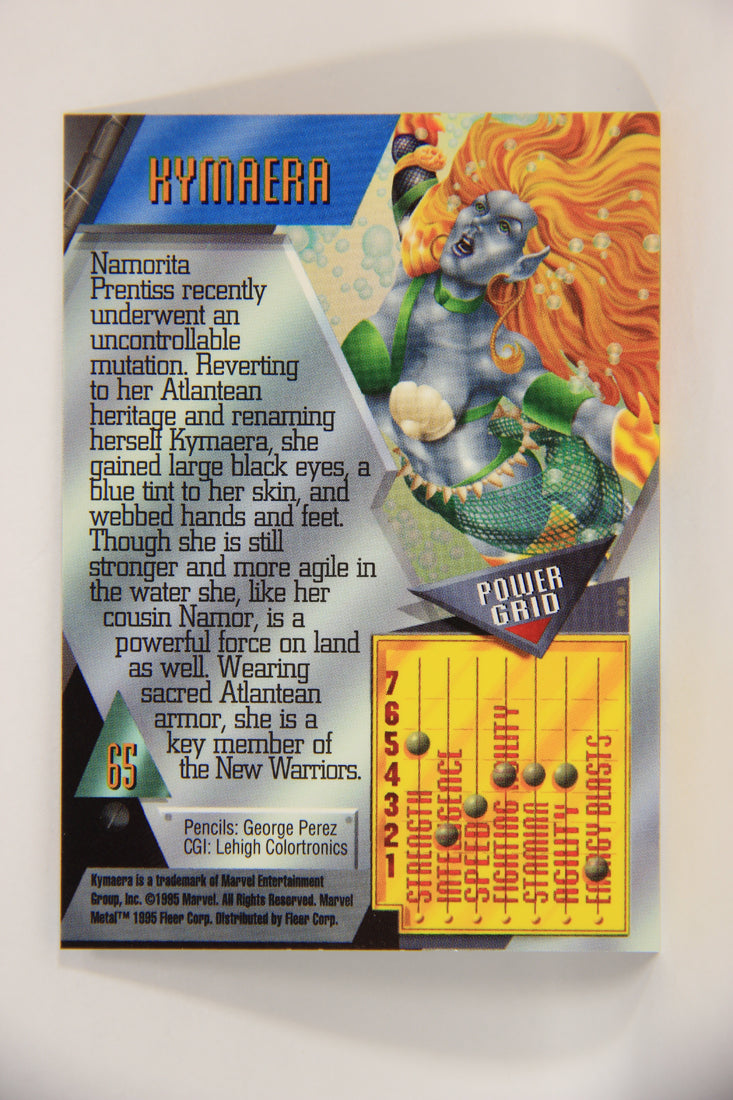 KYMAERA
Namorita
Prentiss recently
underwent an
uncontrollable
mutation. Reverting
to her Atlantean
heritage and renaming
herself Kymaera, she
gained large black eyes, a
blue tint to her skin, and
webbed hands and feet.
Though she is still
stronger and more agile in
the water she, like her
cousin Namor, is a
powerful force on land
as well. Wearing
sacred Atlantean
armor, she is a
key member of
the New Warriors.
65
Pencils: George Perez
CGI: Lehigh Colortronics
Kymaera is a trademark of Marvel Entertainment
Group, Inc. ©1995 Marvel. All Rights Reserved. Marvel
Metal™ 1995 Fleer Corp. Distributed by Flear Corp.
POWER
GRID
7
6
5
4
3
2
1
STRENGTH
INTELLIGENCE
SPEED
FIGHTING ABILITY
STAMINA
AGILITY
ENERGY BLASTS